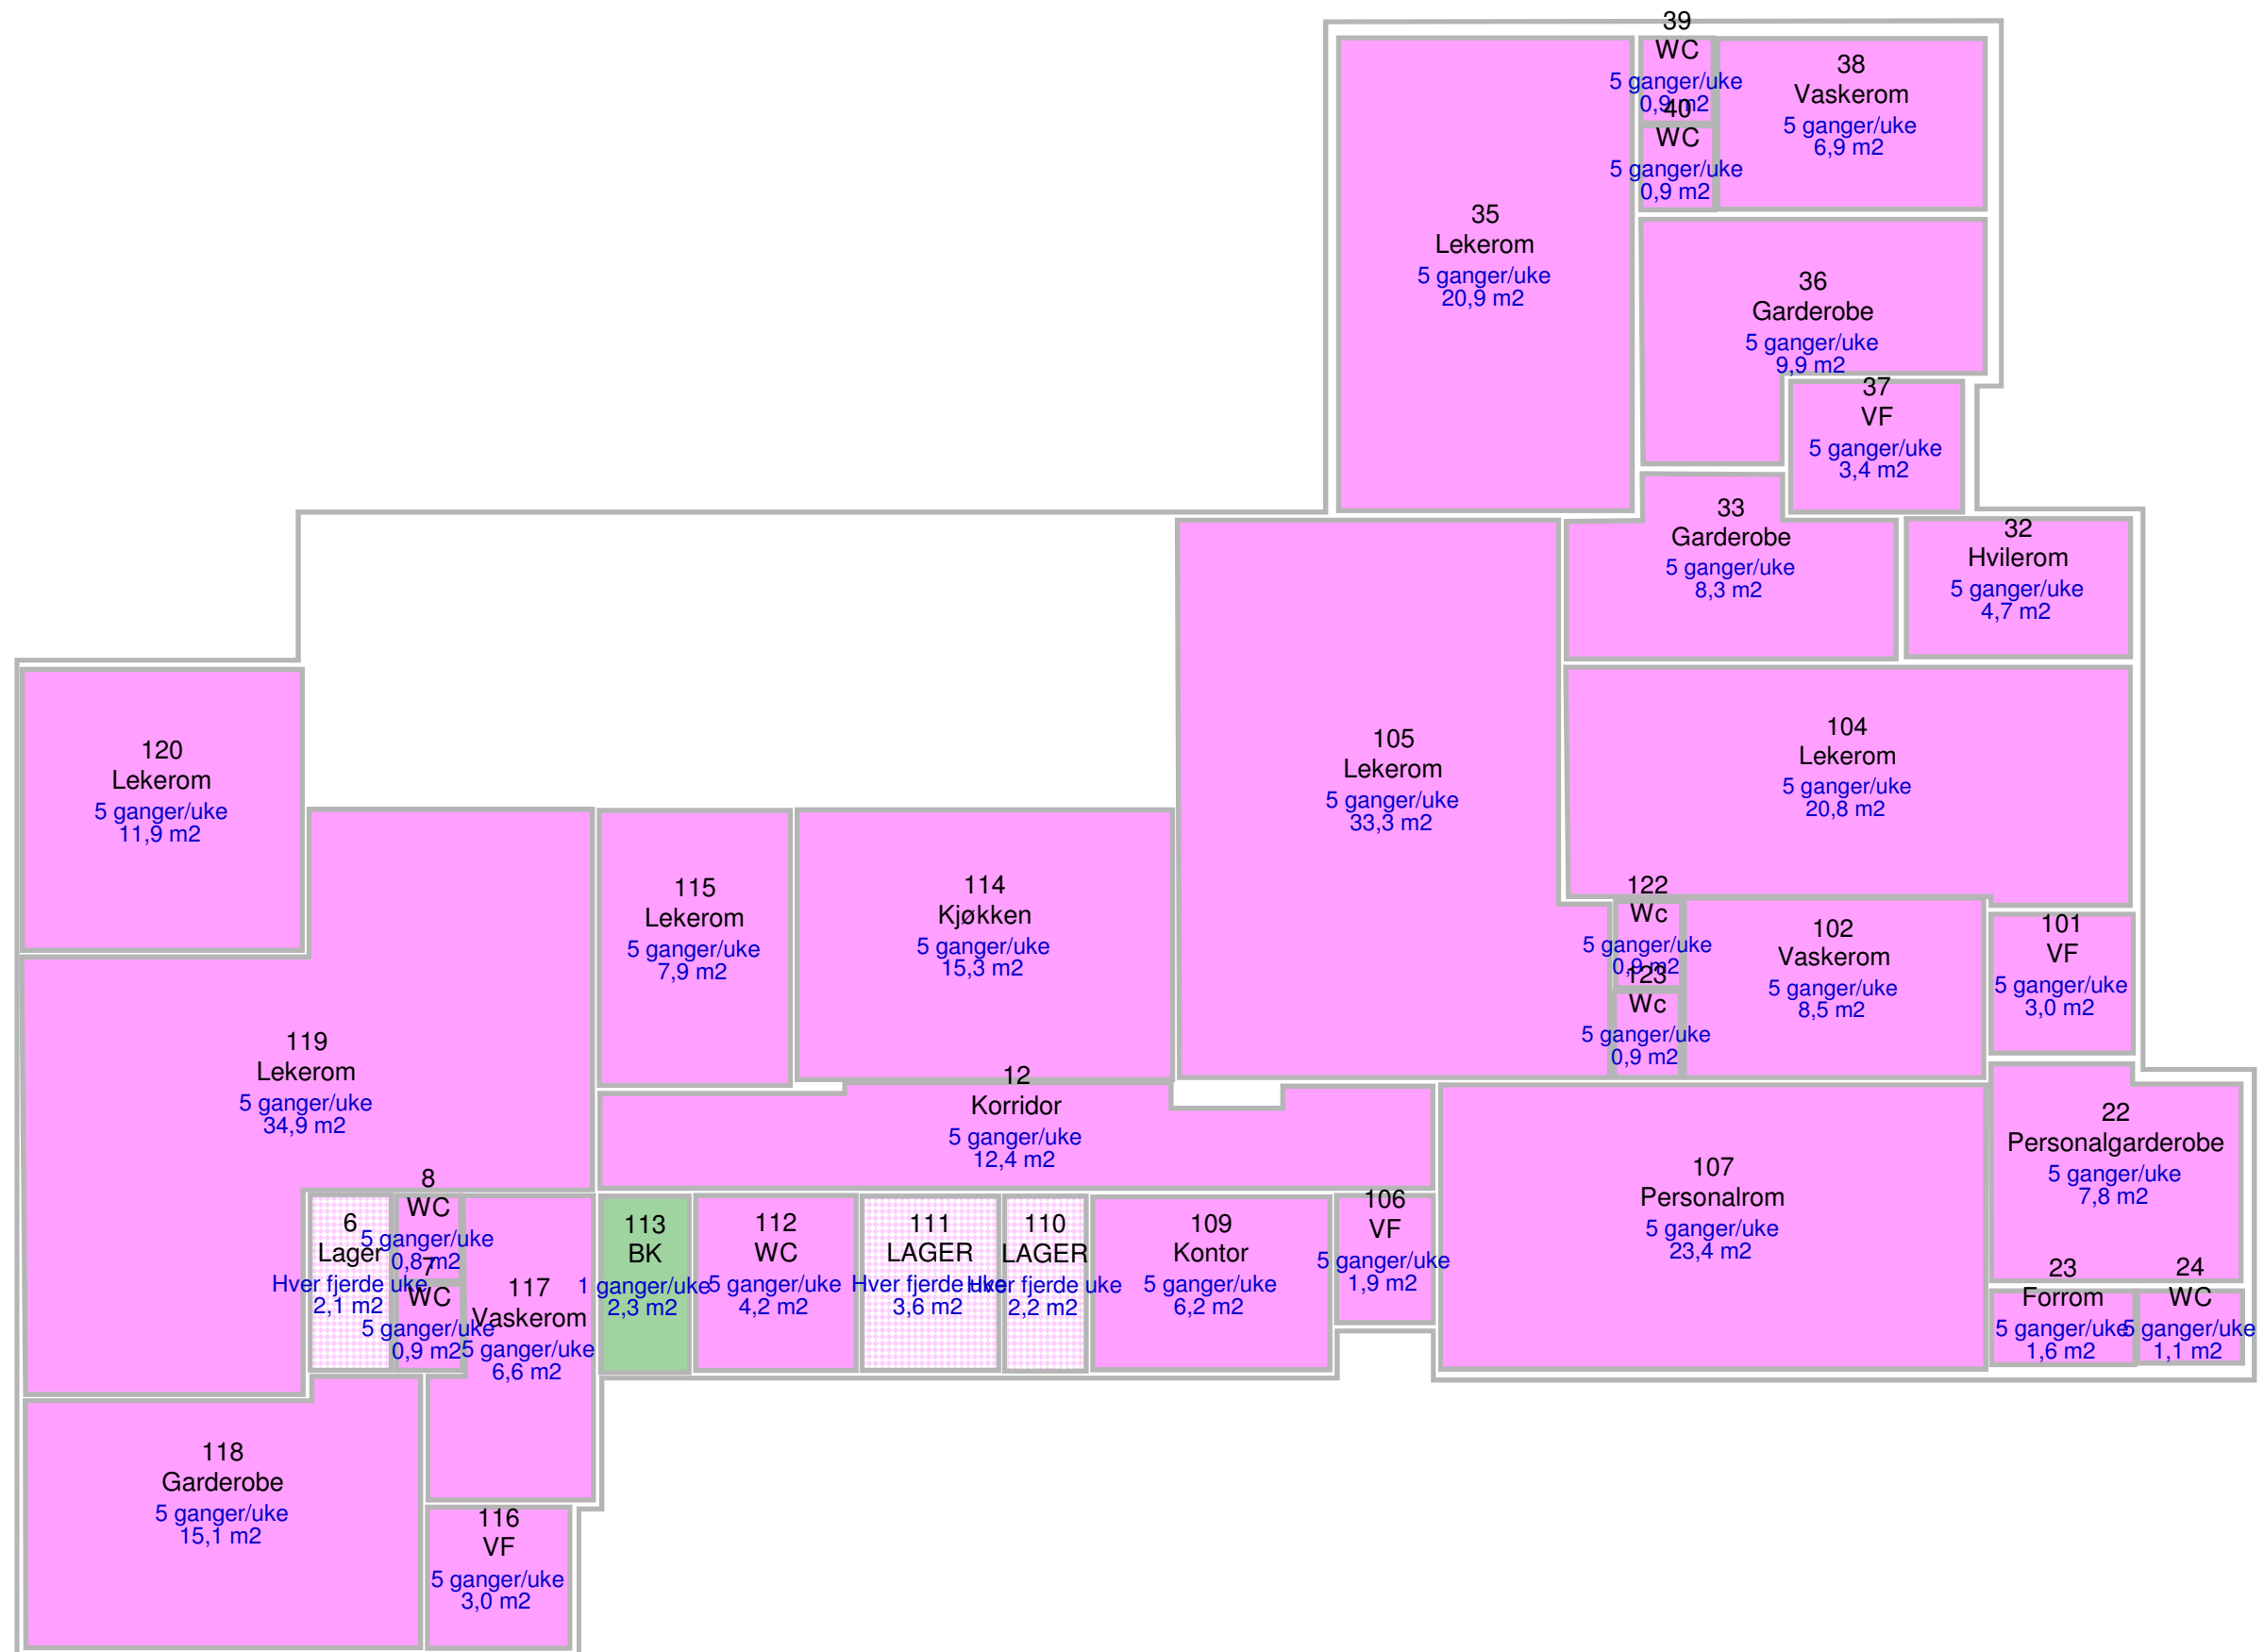 39
WC
5 ganger/uke
0,9 m2
40
WC
5 ganger/uke
0,9 m2
38
Vaskerom
5 ganger/uke
6,9 m2
35
Lekerom
5 ganger/uke
20,9 m2
36
Garderobe
5 ganger/uke
9,9 m2
37
VF
5 ganger/uke
3,4 m2
33
Garderobe
5 ganger/uke
8,3 m2
32
Hvilerom
5 ganger/uke
4,7 m2
120
Lekerom
5 ganger/uke
11,9 m2
105
Lekerom
5 ganger/uke
33,3 m2
104
Lekerom
5 ganger/uke
20,8 m2
115
Lekerom
5 ganger/uke
7,9 m2
114
Kjøkken
5 ganger/uke
15,3 m2
122
Wc
5 ganger/uke
0,9 m2
123
Wc
5 ganger/uke
0,9 m2
102
Vaskerom
5 ganger/uke
8,5 m2
101
VF
5 ganger/uke
3,0 m2
119
Lekerom
5 ganger/uke
34,9 m2
12
Korridor
5 ganger/uke
12,4 m2
107
Personalrom
5 ganger/uke
23,4 m2
22
Personalgarderobe
5 ganger/uke
7,8 m2
6
Lager
Hver fjerde uke
2,1 m2
8
WC
5 ganger/uke
0,8 m2
7
WC
5 ganger/uke
0,9 m2
117
Vaskerom
5 ganger/uke
6,6 m2
113
BK
1 ganger/uke
2,3 m2
112
WC
5 ganger/uke
4,2 m2
111
LAGER
Hver fjerde uke
3,6 m2
110
LAGER
Hver fjerde uke
2,2 m2
109
Kontor
5 ganger/uke
6,2 m2
106
VF
5 ganger/uke
1,9 m2
23
Forrom
5 ganger/uke
1,6 m2
24
WC
5 ganger/uke
1,1 m2
118
Garderobe
5 ganger/uke
15,1 m2
116
VF
5 ganger/uke
3,0 m2